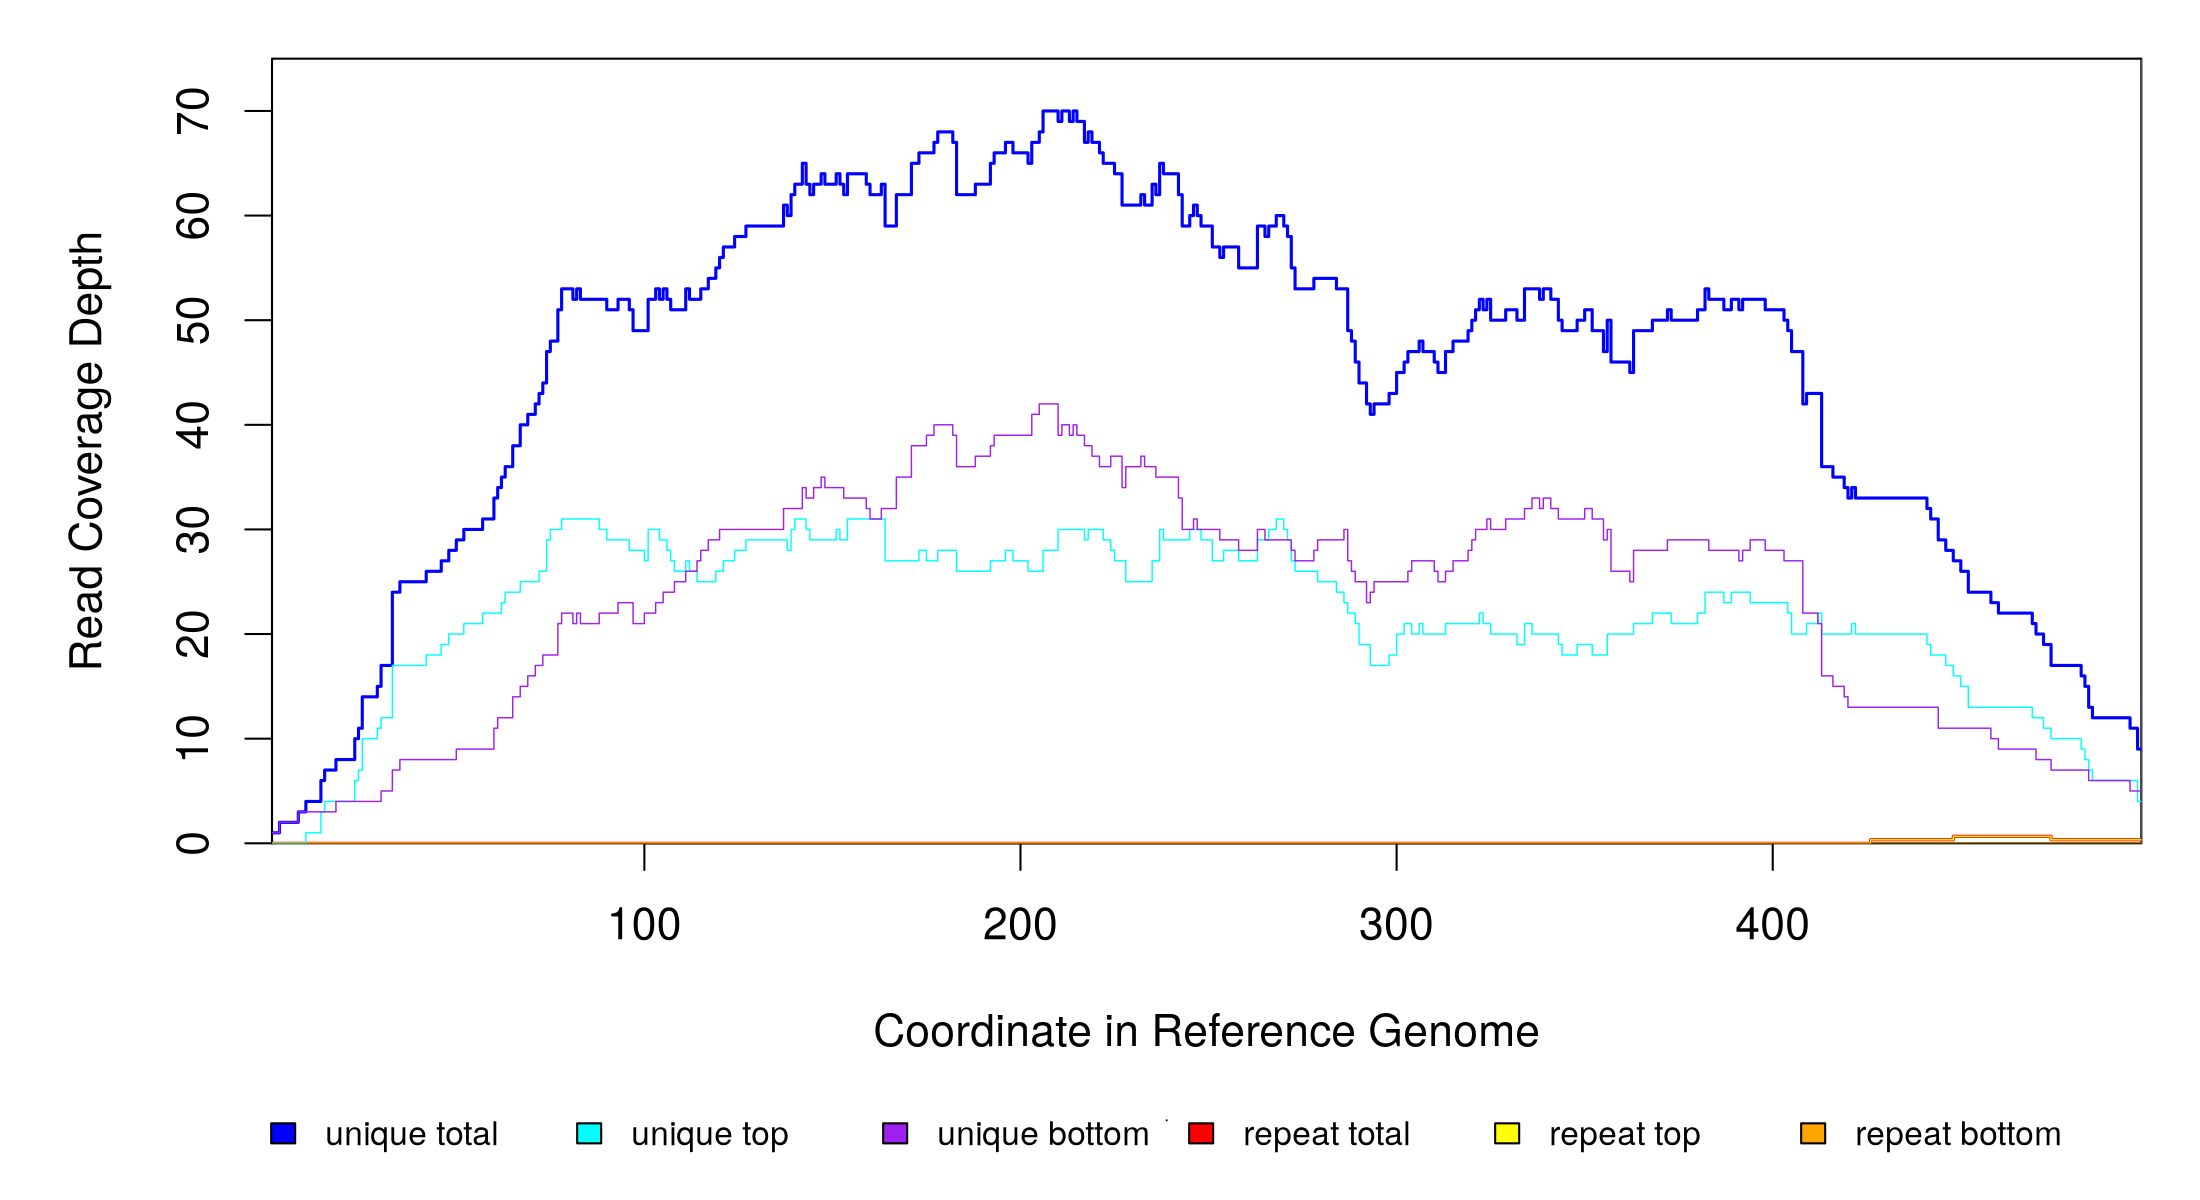 70
60
50
40
30
20
10
0
Read Coverage Depth
100 200 300 400
Coordinate in Reference Genome
unique total unique top unique bottom repeat total repeat top repeat bottom